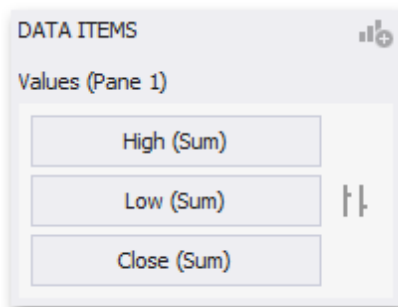 DATA ITEMS
Values (Pane 1)
High (Sum)
Low (Sum)
Close (Sum)